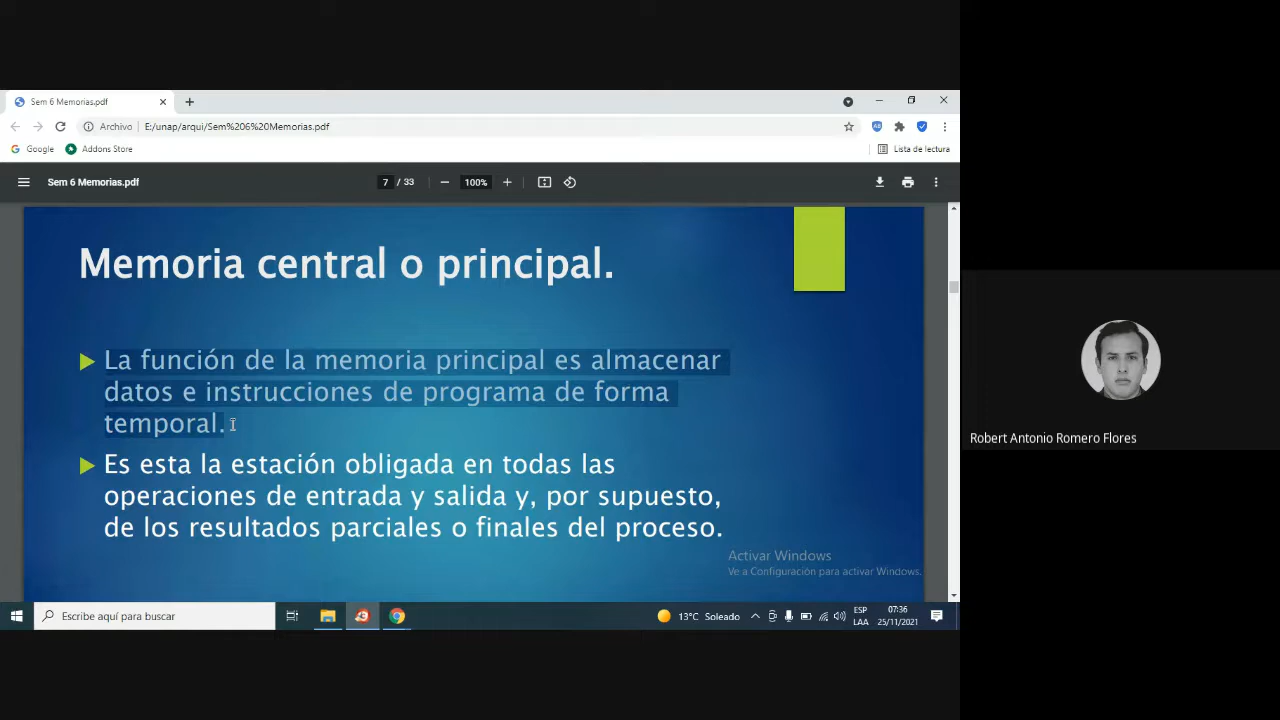 Sem 6 Memorias.pdf
Archivo E:/unap/arqui/Sem%206%20Memorias.pdf
Google Addons Store Lista de lectura
Sem 6 Memorias.pdf 7 / 33 100%
Memoria central o principal.
La función de la memoria principal es almacenar
datos e instrucciones de programa de forma
temporal.
Es esta la estación obligada en todas las
operaciones de entrada y salida y, por supuesto,
de los resultados parciales o finales del proceso.
Activar Windows
Ve a Configuración para activar Windows.
Escribe aquí para buscar
13°C Soleado
ESP
LAA
07:36
25/11/2021
Robert Antonio Romero Flores